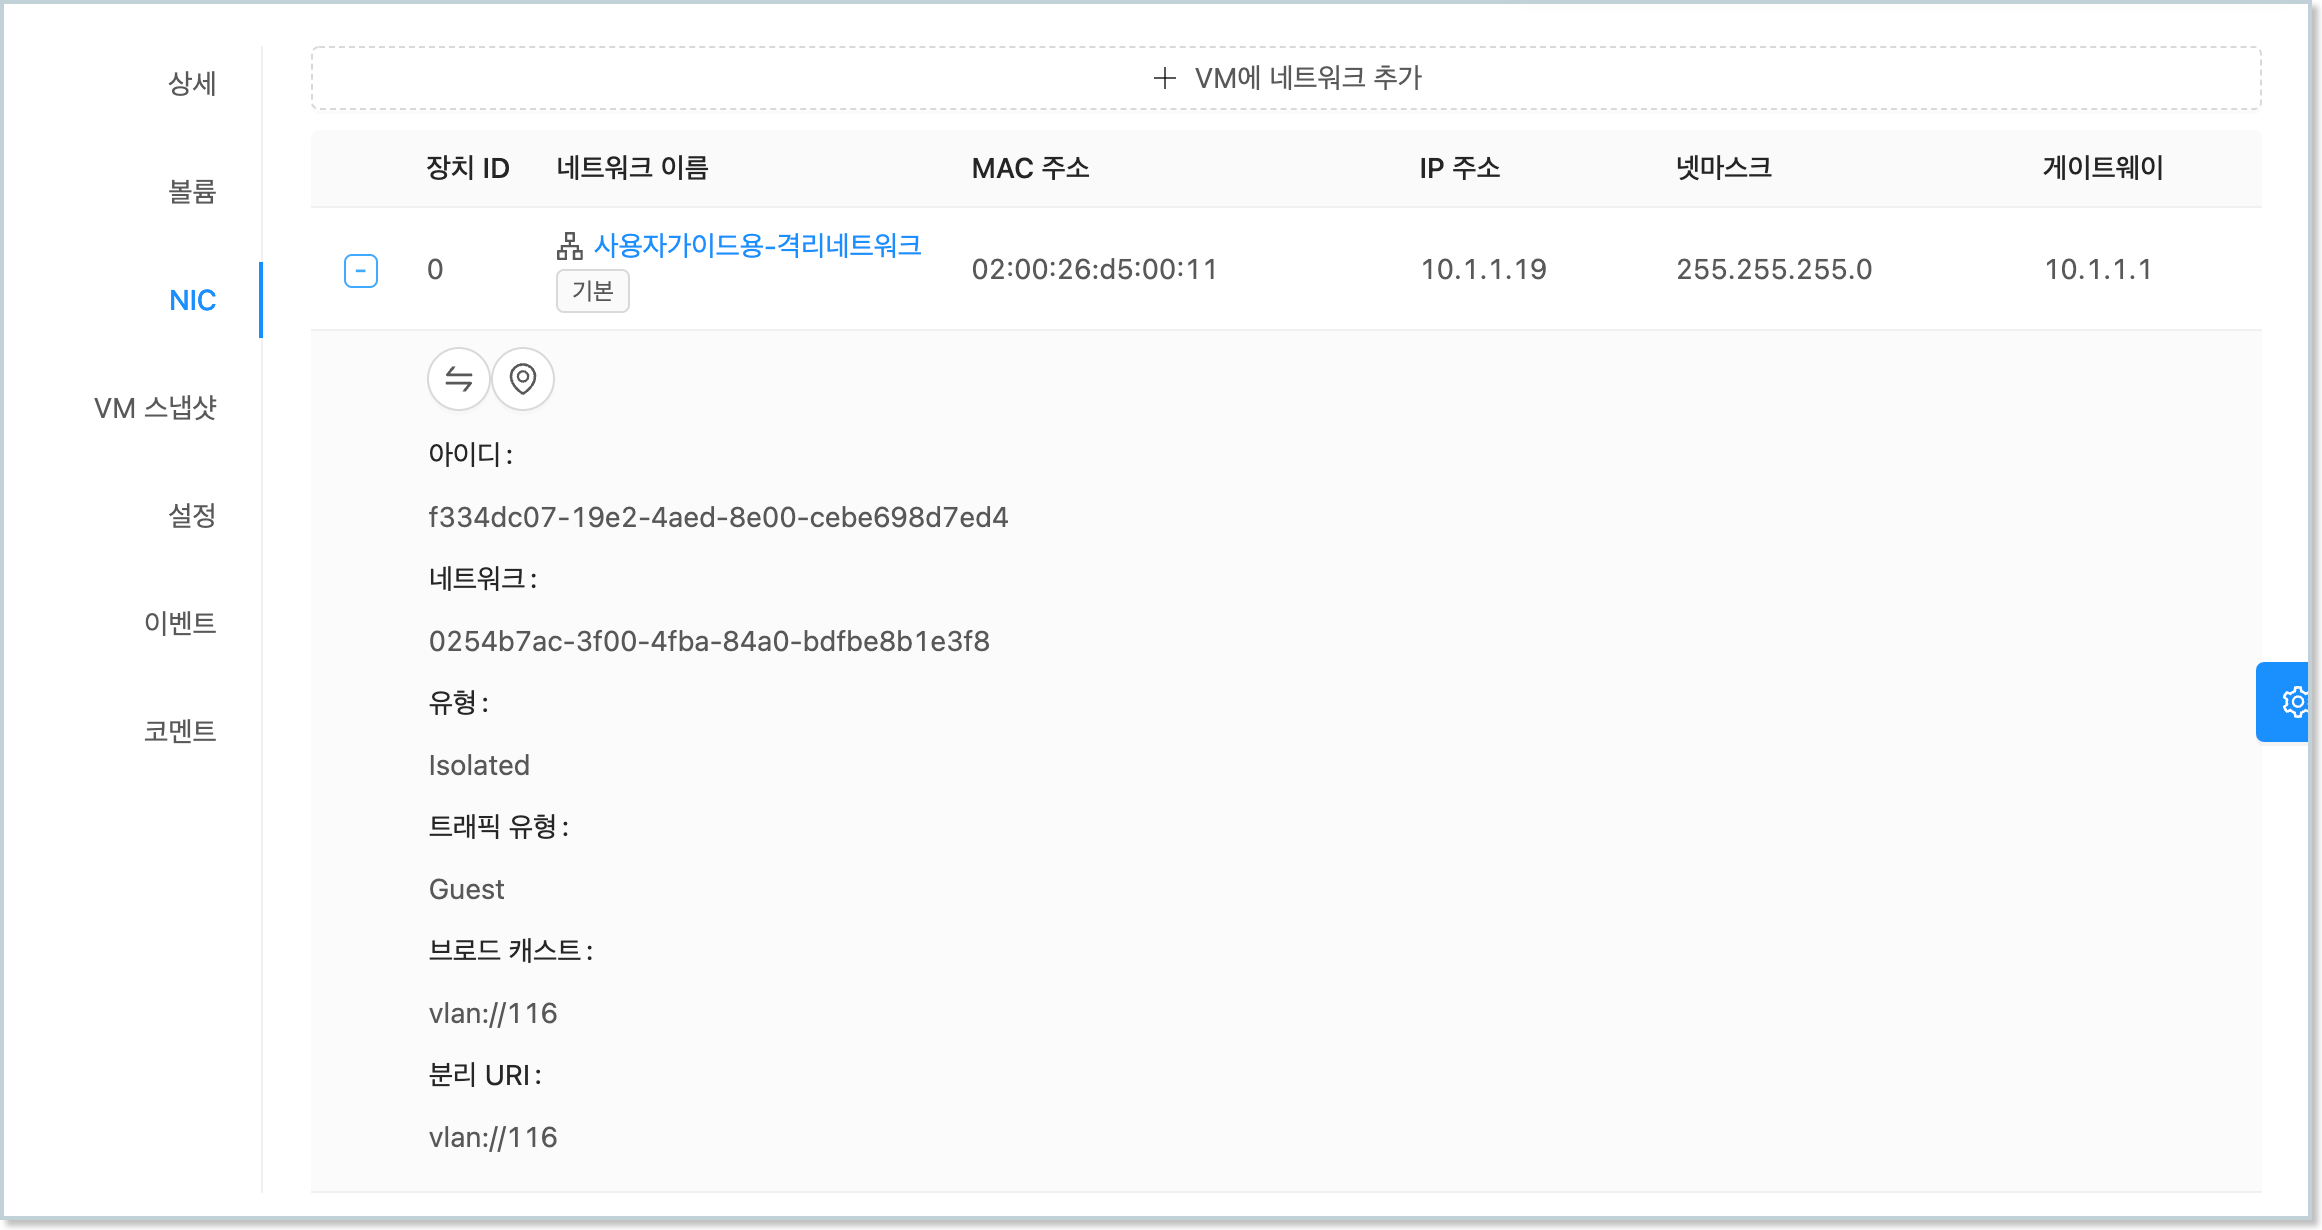 상세
볼륨
NIC
VM 스냅샷
설정
이벤트
코멘트
+ VM에 네트워크 추가
장치 ID 네트워크 이름 MAC 주소 IP 주소 넷마스크 게이트웨이
0 사용자가이드용-격리네트워크 02:00:26:d5:00:11 10.1.1.19 255.255.255.0 10.1.1.1
기본
아이디 :
f334dc07-19e2-4aed-8e00-cebe698d7ed4
네트워크 :
0254b7ac-3f00-4fba-84a0-bdfbe8b1e3f8
유형 :
Isolated
트래픽 유형 :
Guest
브로드 캐스트 :
vlan://116
분리 URI :
vlan://116